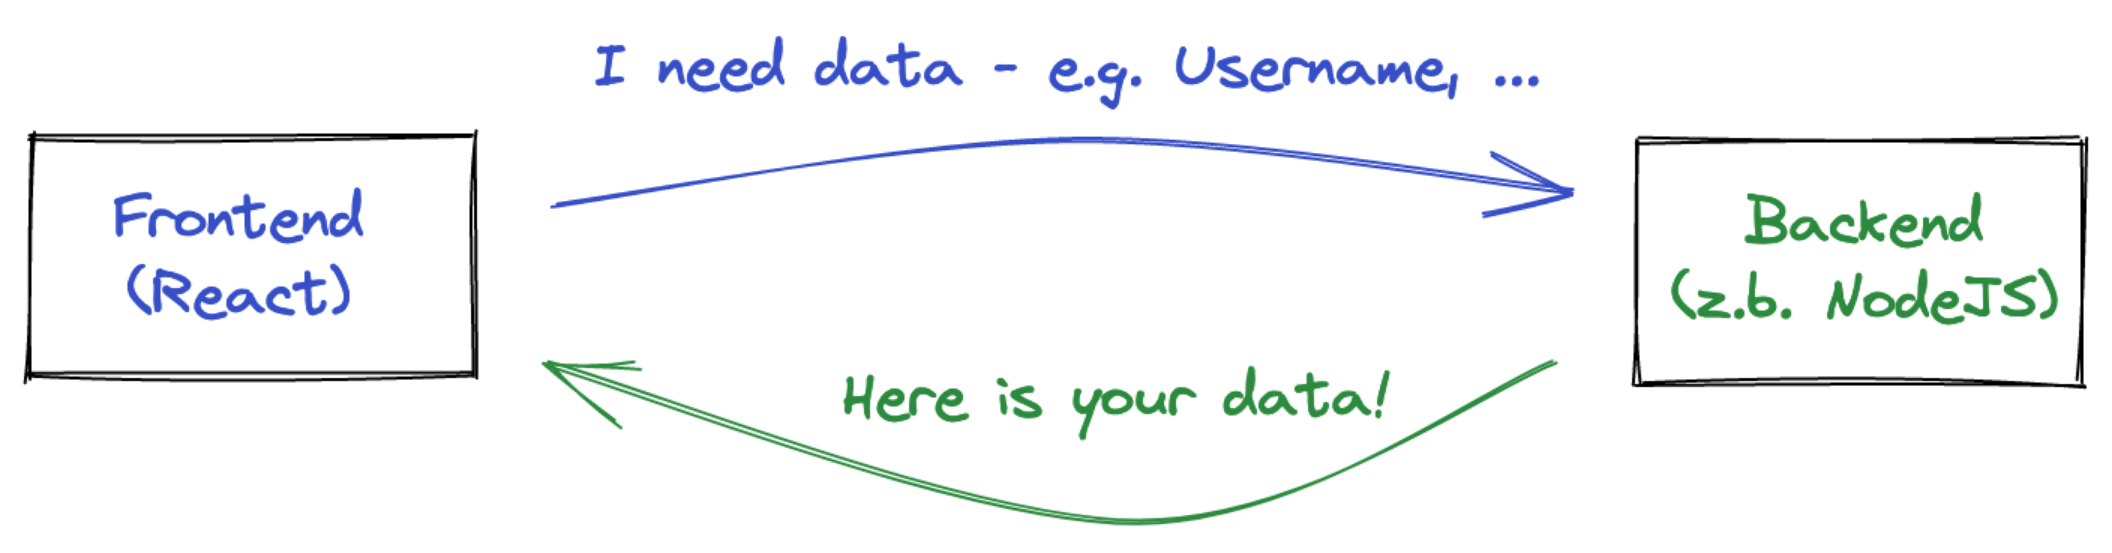 I need data - e.g. Username, ...
Frontend
(React)
Backend
(z.b. NodeJS)
Here is your data!